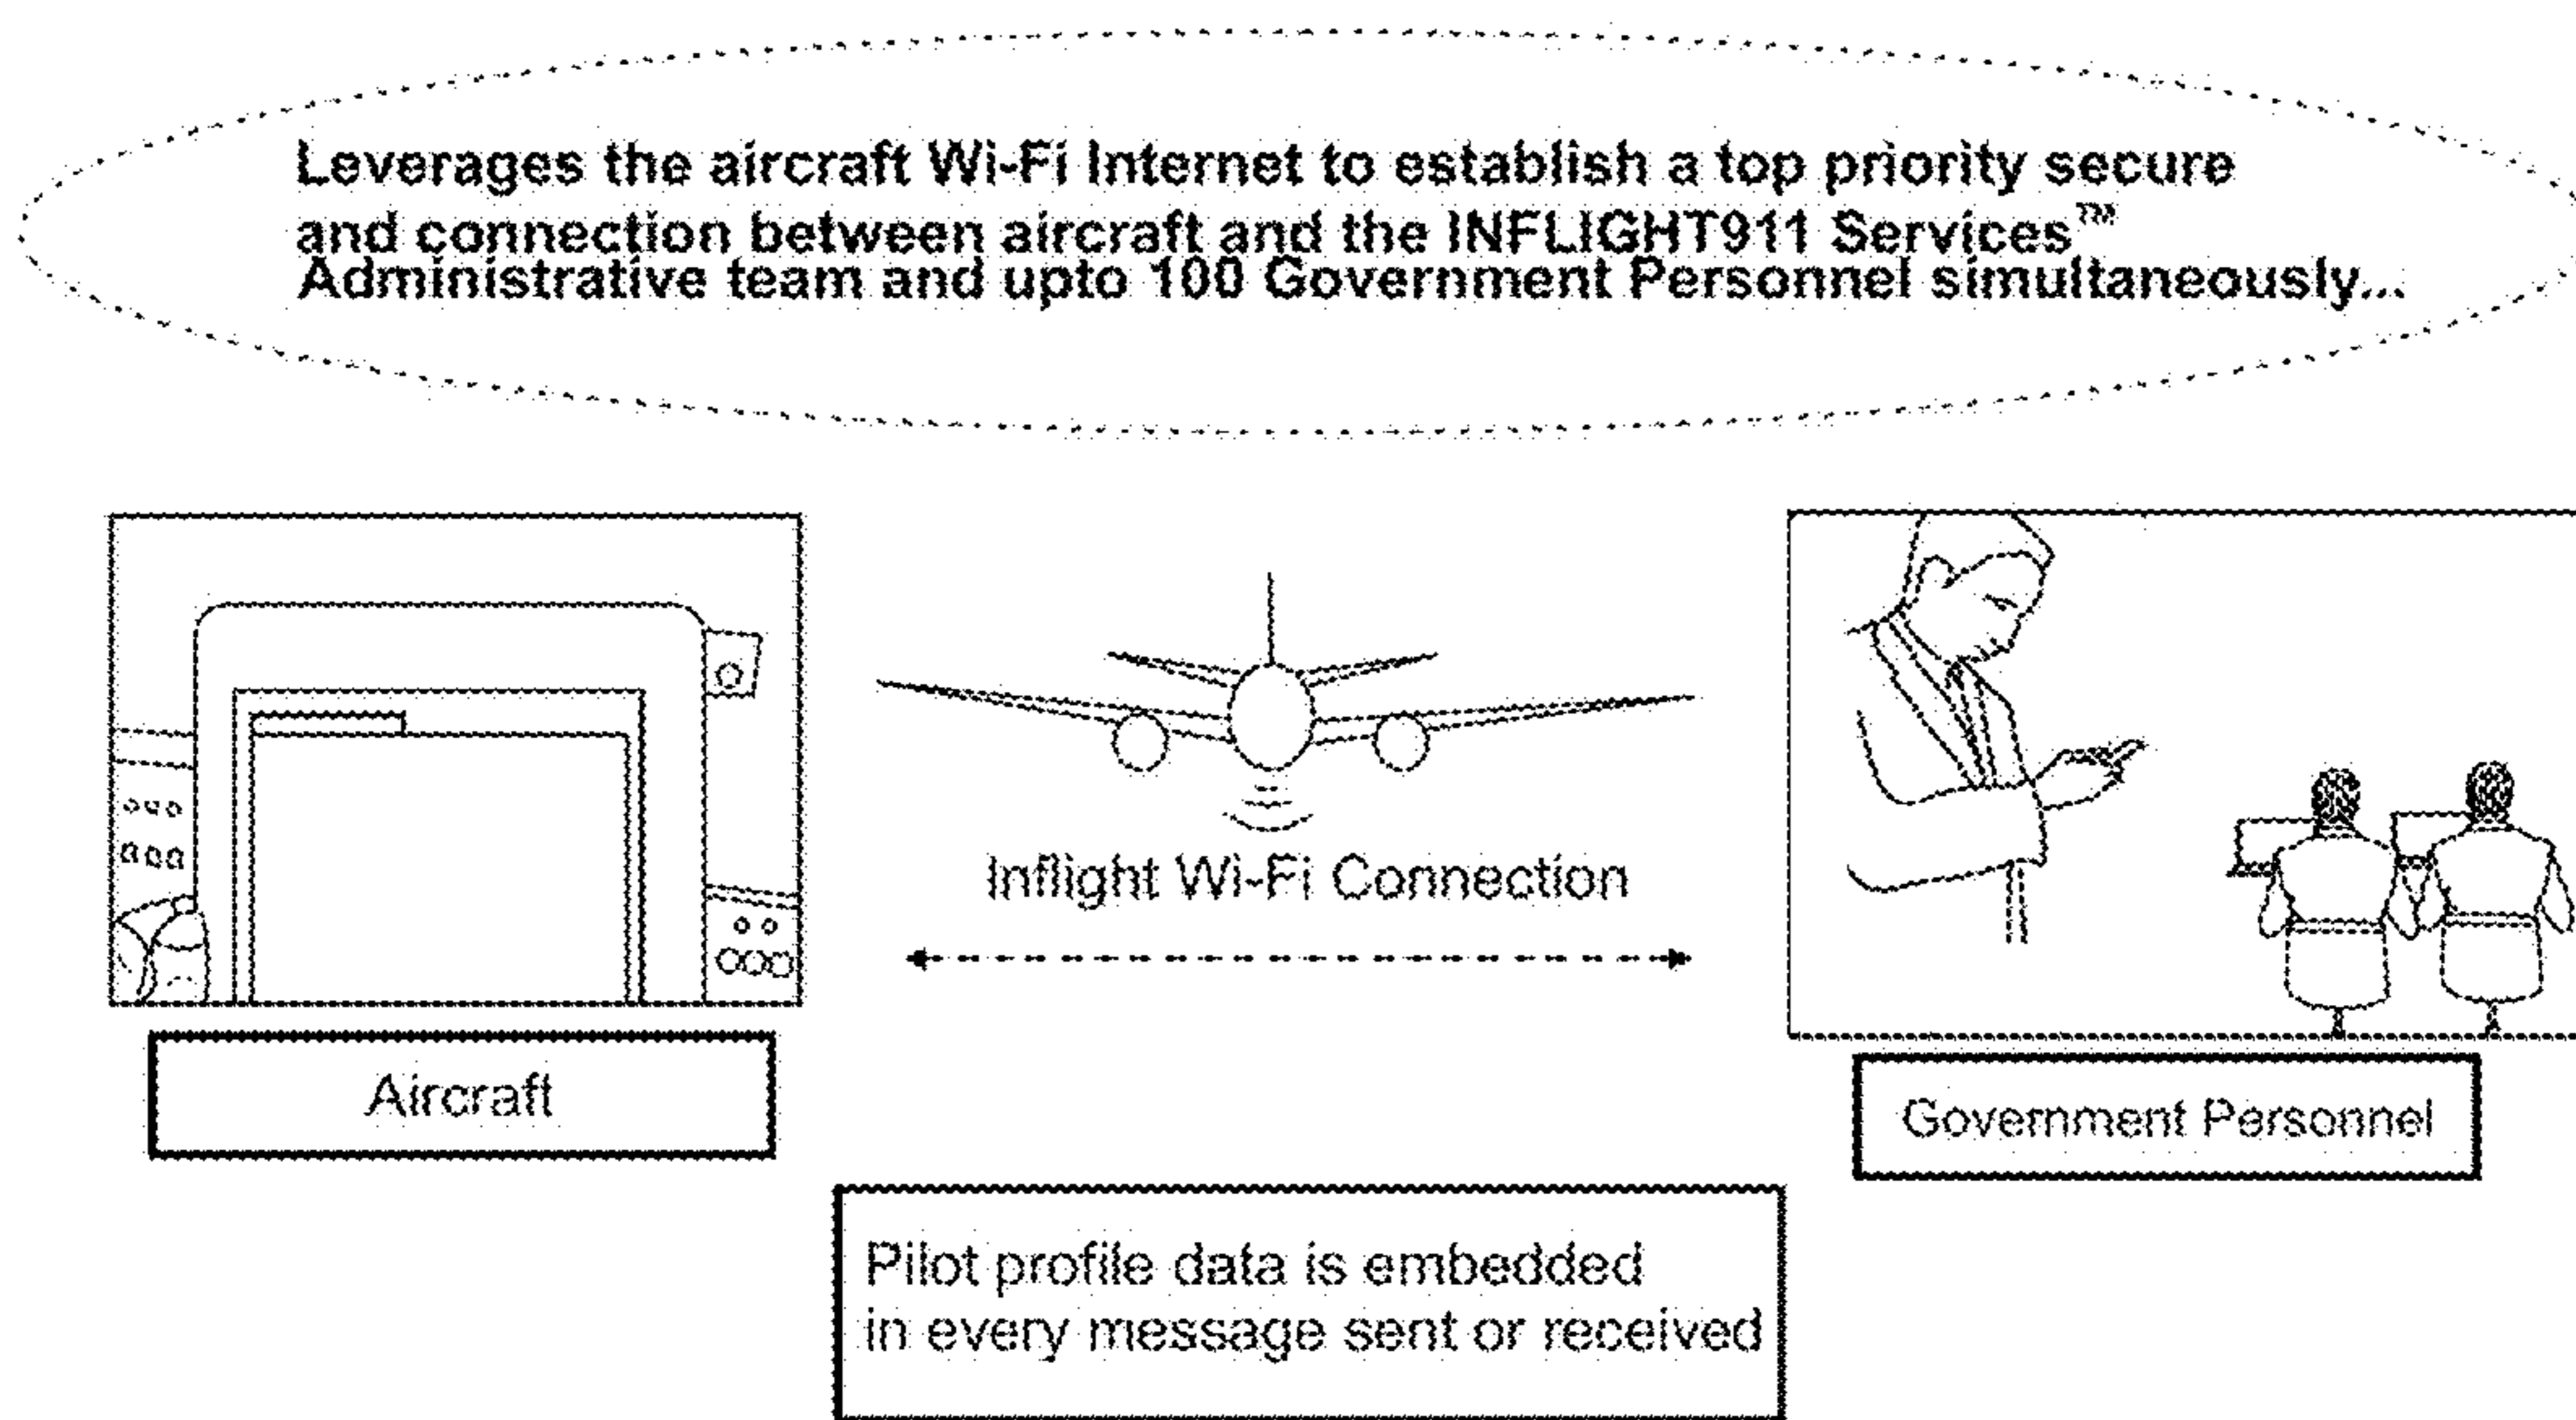 Leverages the aircraft Wi-Fi Internet to establish a top priority secure
and connection between aircraft and the INFLIGHT911 Services™
Administrative team and upto 100 Government Personnel simultaneously...
Inflight Wi-Fi Connection
Aircraft
Government Personnel
Pilot profile data is embedded
in every message sent or received